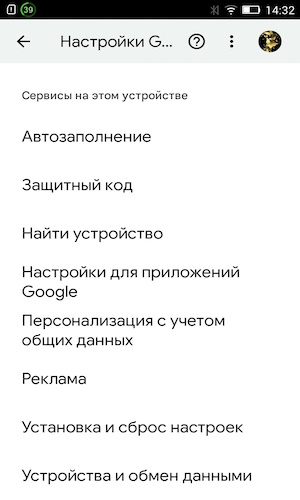 39
14:32
Настройки G...
Сервисы на этом устройстве
Автозаполнение
Защитный код
Найти устройство
Настройки для приложений
Google
Персонализация с учетом
общих данных
Реклама
Установка и сброс настроек
Устройства и обмен данными